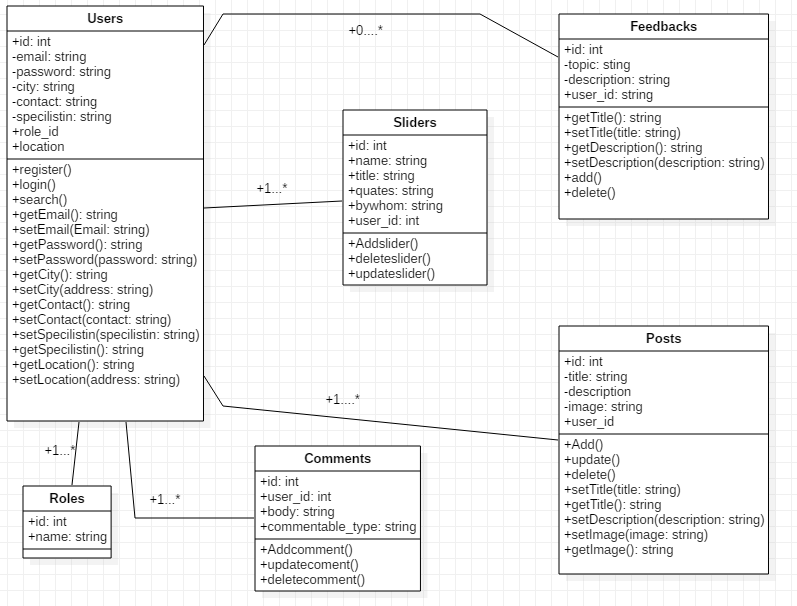 Users
+id: int
-email: string
-password: string
-city: string
-contact: string
-specilistin: string
+role_id
+location
+register()
+login()
+search()
+getEmail(): string
+setEmail(Email: string)
+getPassword(): string
+setPassword(password: string)
+getCity(): string
+setCity(address: string)
+getContact(): string
+setContact(contact: string)
+setSpecilistin(specilistin: string)
+getSpecilistin(): string
+getLocation(): string
+setLocation(address: string)
+0....*
Feedbacks
+id: int
-topic: sting
-description: string
+user_id: string
+getTitle(): string
+setTitle(title: string)
+getDescription(): string
+setDescription(description: string)
+add()
+delete()
+1...*
Sliders
+id: int
+name: string
+title: string
+quates: string
+bywhom: string
+user_id: int
+Addslider()
+deleteslider()
+updateslider()
+1....*
Posts
+id: int
-title: string
-description
-image: string
+user_id
+Add()
+update()
+delete()
+setTitle(title: string)
+getTitle(): string
+setDescription(description: string)
+setImage(image: string)
+getImage(): string
+1...*
Roles
+id: int
+name: string
+1...*
Comments
+id: int
+user_id: int
+body: string
+commentable_type: string
+Addcomment()
+updatecoment()
+deletecomment()